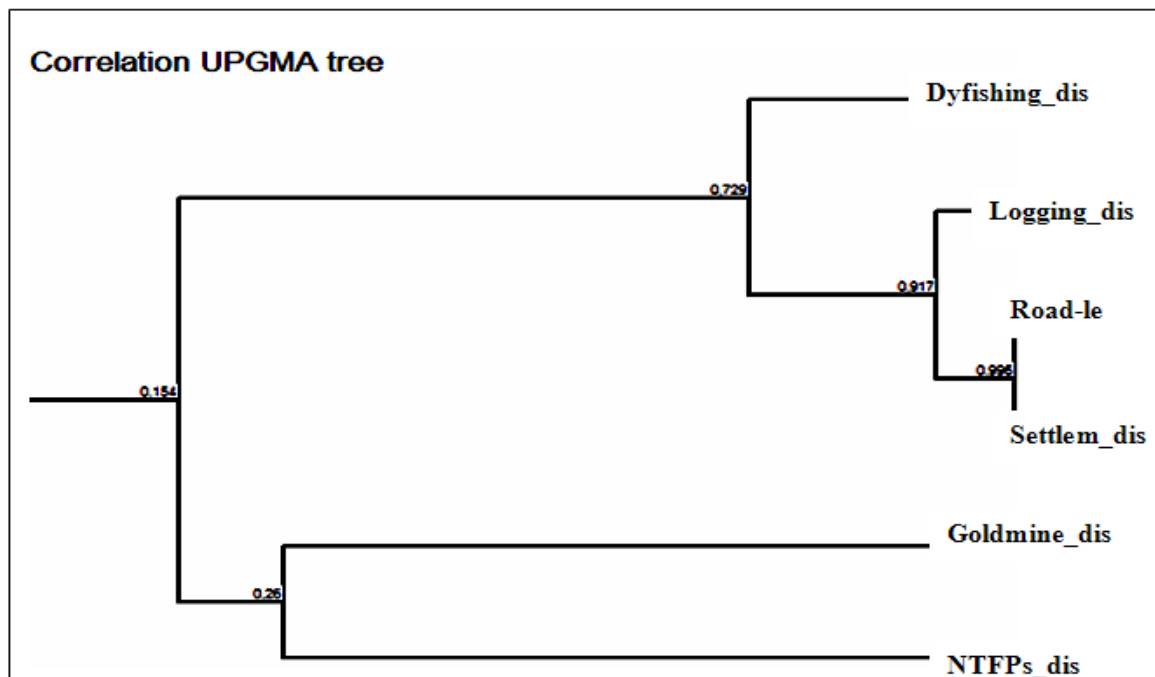 Correlation UPGMA tree
Dyfishing_dis
0.729
Logging_dis
0.917
Road-le
0.996
Settlem_dis
0.154
Goldmine_dis
0.26
NTFPs_dis